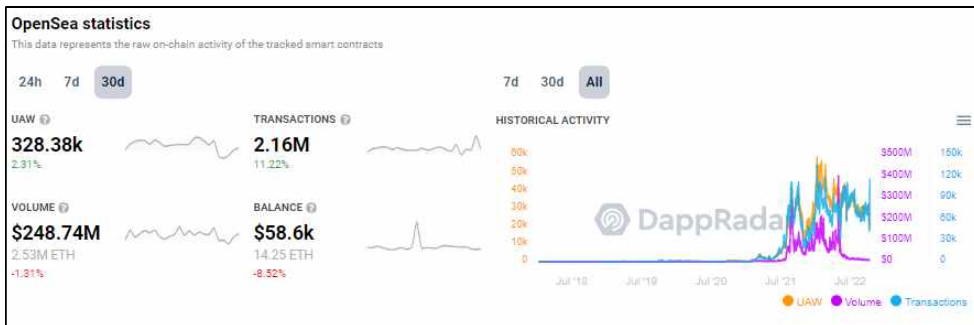 OpenSea statistics
This data represents the raw on-chain activity of the tracked smart contracts
24h 7d 30d
7d 30d All
UAW
328.38k
2.31%
TRANSACTIONS
2.16M
11.22%
VOLUME
$248.74M
2.53M ETH
-1.31%
BALANCE
$58.6k
14.25 ETH
-8.52%
HISTORICAL ACTIVITY
60k
50k
40k
30k
20k
10k
0
$500M
$400M
$300M
$200M
$100M
$0
150k
120k
90k
60k
30k
0
DappRadar
Jul '18 Jul '19 Jul '20 Jul '21 Jul '22
UAW Volume Transactions